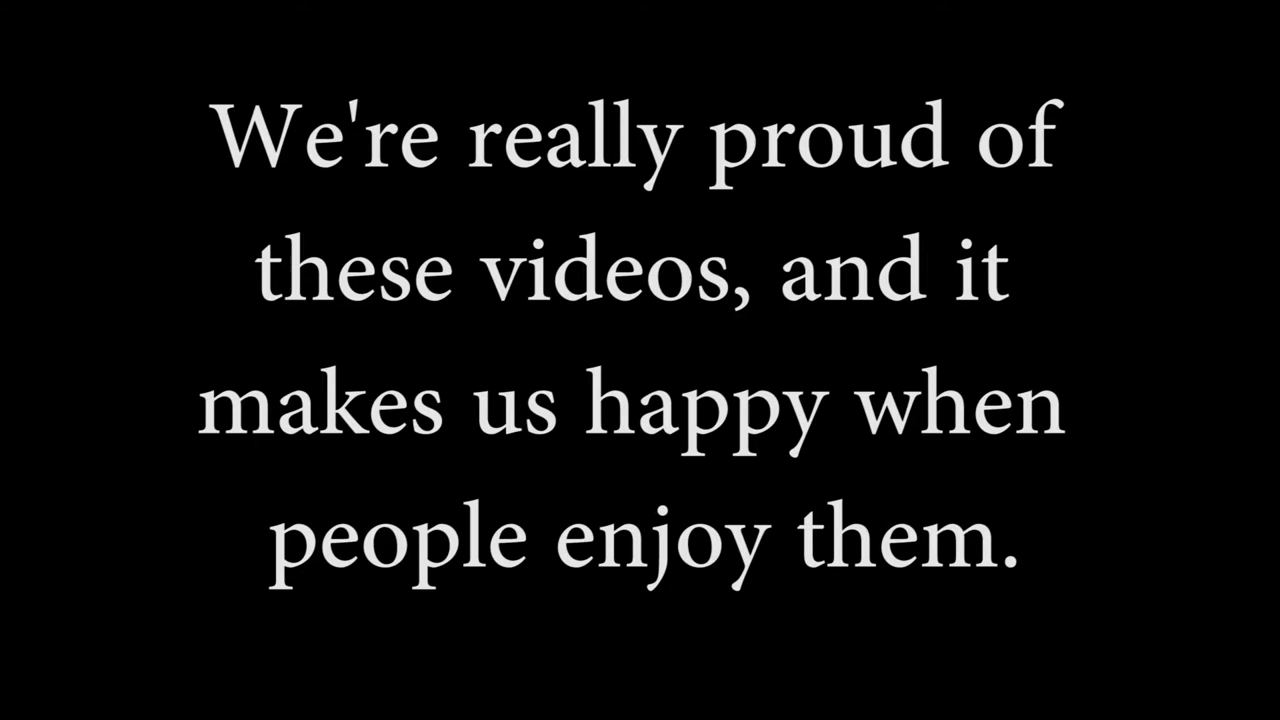 We're really proud of
these videos, and it
makes us happy when
people enjoy them.